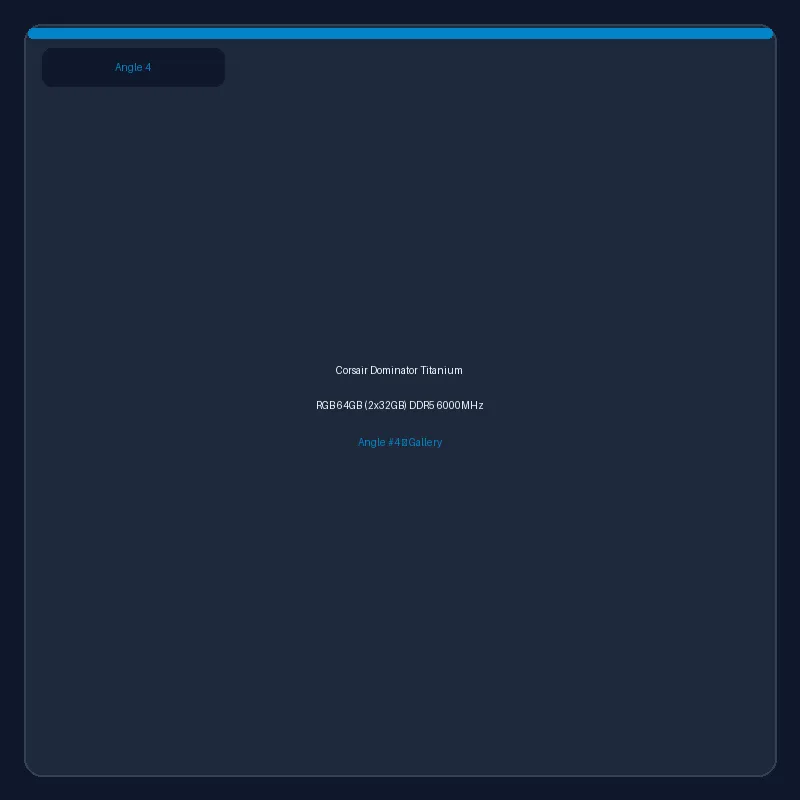 Angle 4
Corsair Dominator Titanium
RGB 64GB (2x32GB) DDR5 6000MHz
Angle #4▯Gallery